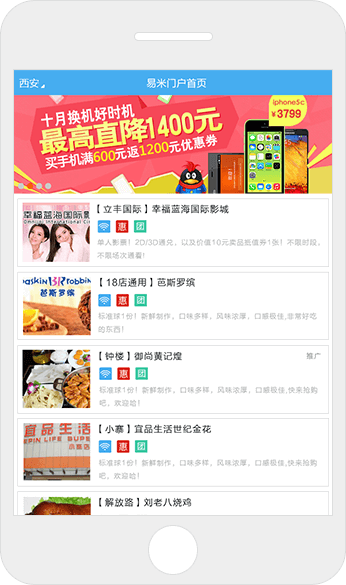 西安
易米门户首页
十月换机好时机
最高直降1400元
买手机满600元返1200元优惠券
Iphone5c
¥3799
幸福蓝海国际影
【立丰国际】幸福蓝海国际影城
惠 团
单人影票！2D/3D通兑，以及价值10元卖品抵值券1张！不限时段，
不限场次通看！
baskin BR robbins
芭斯罗缤
【18店通用】芭斯罗缤
惠 团
标准球1份！新鲜制作，口味多样，风味浓厚，口感极佳，非常好吃
的东西！
【钟楼】御尚黄记煌
推广
惠 团
标准球1份！新鲜制作，口味多样，风味浓厚，口感极佳，快来抢购
吧，欢迎哈！
宜品生活
【小寨】宜品生活世纪金花
惠 团
标准球1份！新鲜制作，口味多样，风味浓厚，口感极佳，快来抢购
吧，欢迎哈！
【解放路】刘老八烧鸡